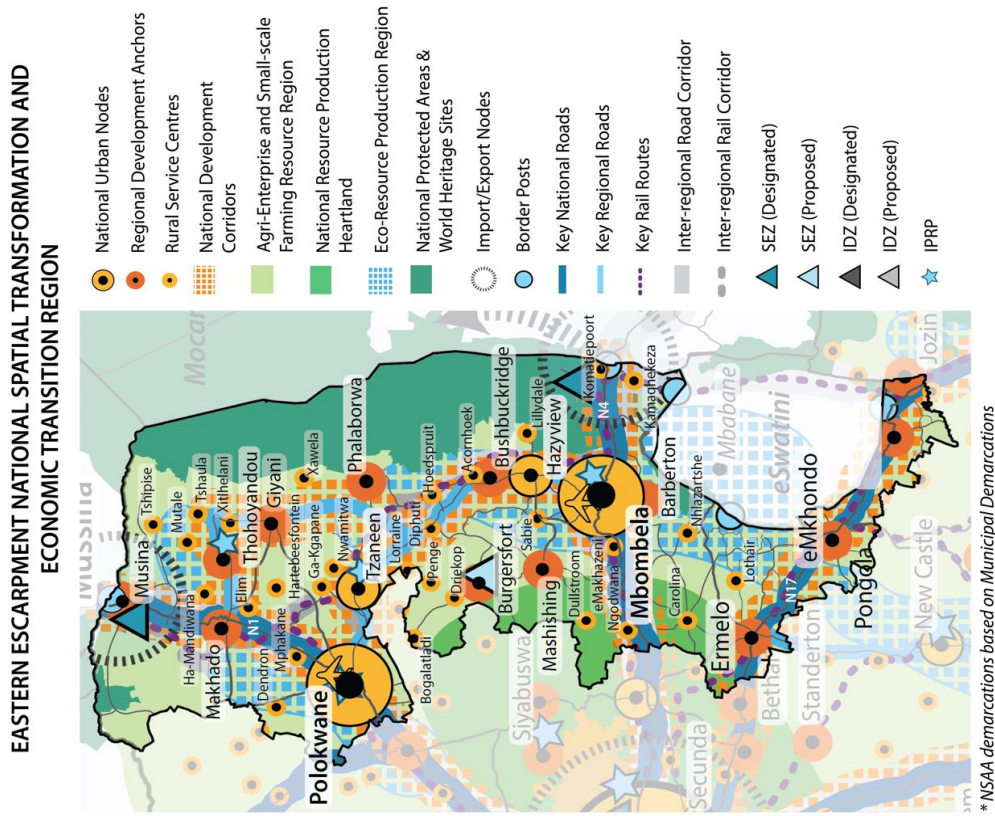 EASTERN ESCARPMENT NATIONAL SPATIAL TRANSFORMATION AND
ECONOMIC TRANSITION REGION
Mocam
Musina
Tshipise
Musina
Mutale
Tshaula
Xitlhelani
Thohoyandou
Giyani
Xawela
Phalaborwa
Ha-Mandiwana
Makhado
Elim
N1
Hartebeesfontein
Ga-Kgapane
Nwamitwa
Tzaneen
Dendron
Mphakane
Polokwane
Bogalatladi
Lorraine
Diphuti
Hoedspruit
Acornhoek
Bushbuckridge
Lillydale
Hazyview
Penge
Driekop
Burgersfort
Sabie
Mashishing
Dullstroom
eMakhazeni
Ngodwana
Mbombela
N4
Komatiepoort
Kamaqhekeza
Barberton
Nhlazartshe
Carolina
Lothair
Ermelo
N17
eMkhondo
Pongola
Siyabuswa
Secunda
Bethal
Standerton
New Castle
Mbabane
eSwatini
Jozin
National Urban Nodes
Regional Development Anchors
Rural Service Centres
National Development
Corridors
Agri-Enterprise and Small-scale
Farming Resource Region
National Resource Production
Heartland
Eco-Resource Production Region
National Protected Areas &
World Heritage Sites
Import/Export Nodes
Border Posts
Key National Roads
Key Regional Roads
Key Rail Routes
Inter-regional Road Corridor
Inter-regional Rail Corridor
SEZ (Designated)
SEZ (Proposed)
IDZ (Designated)
IDZ (Proposed)
IPRP
* NSAA demarcations based on Municipal Demarcations